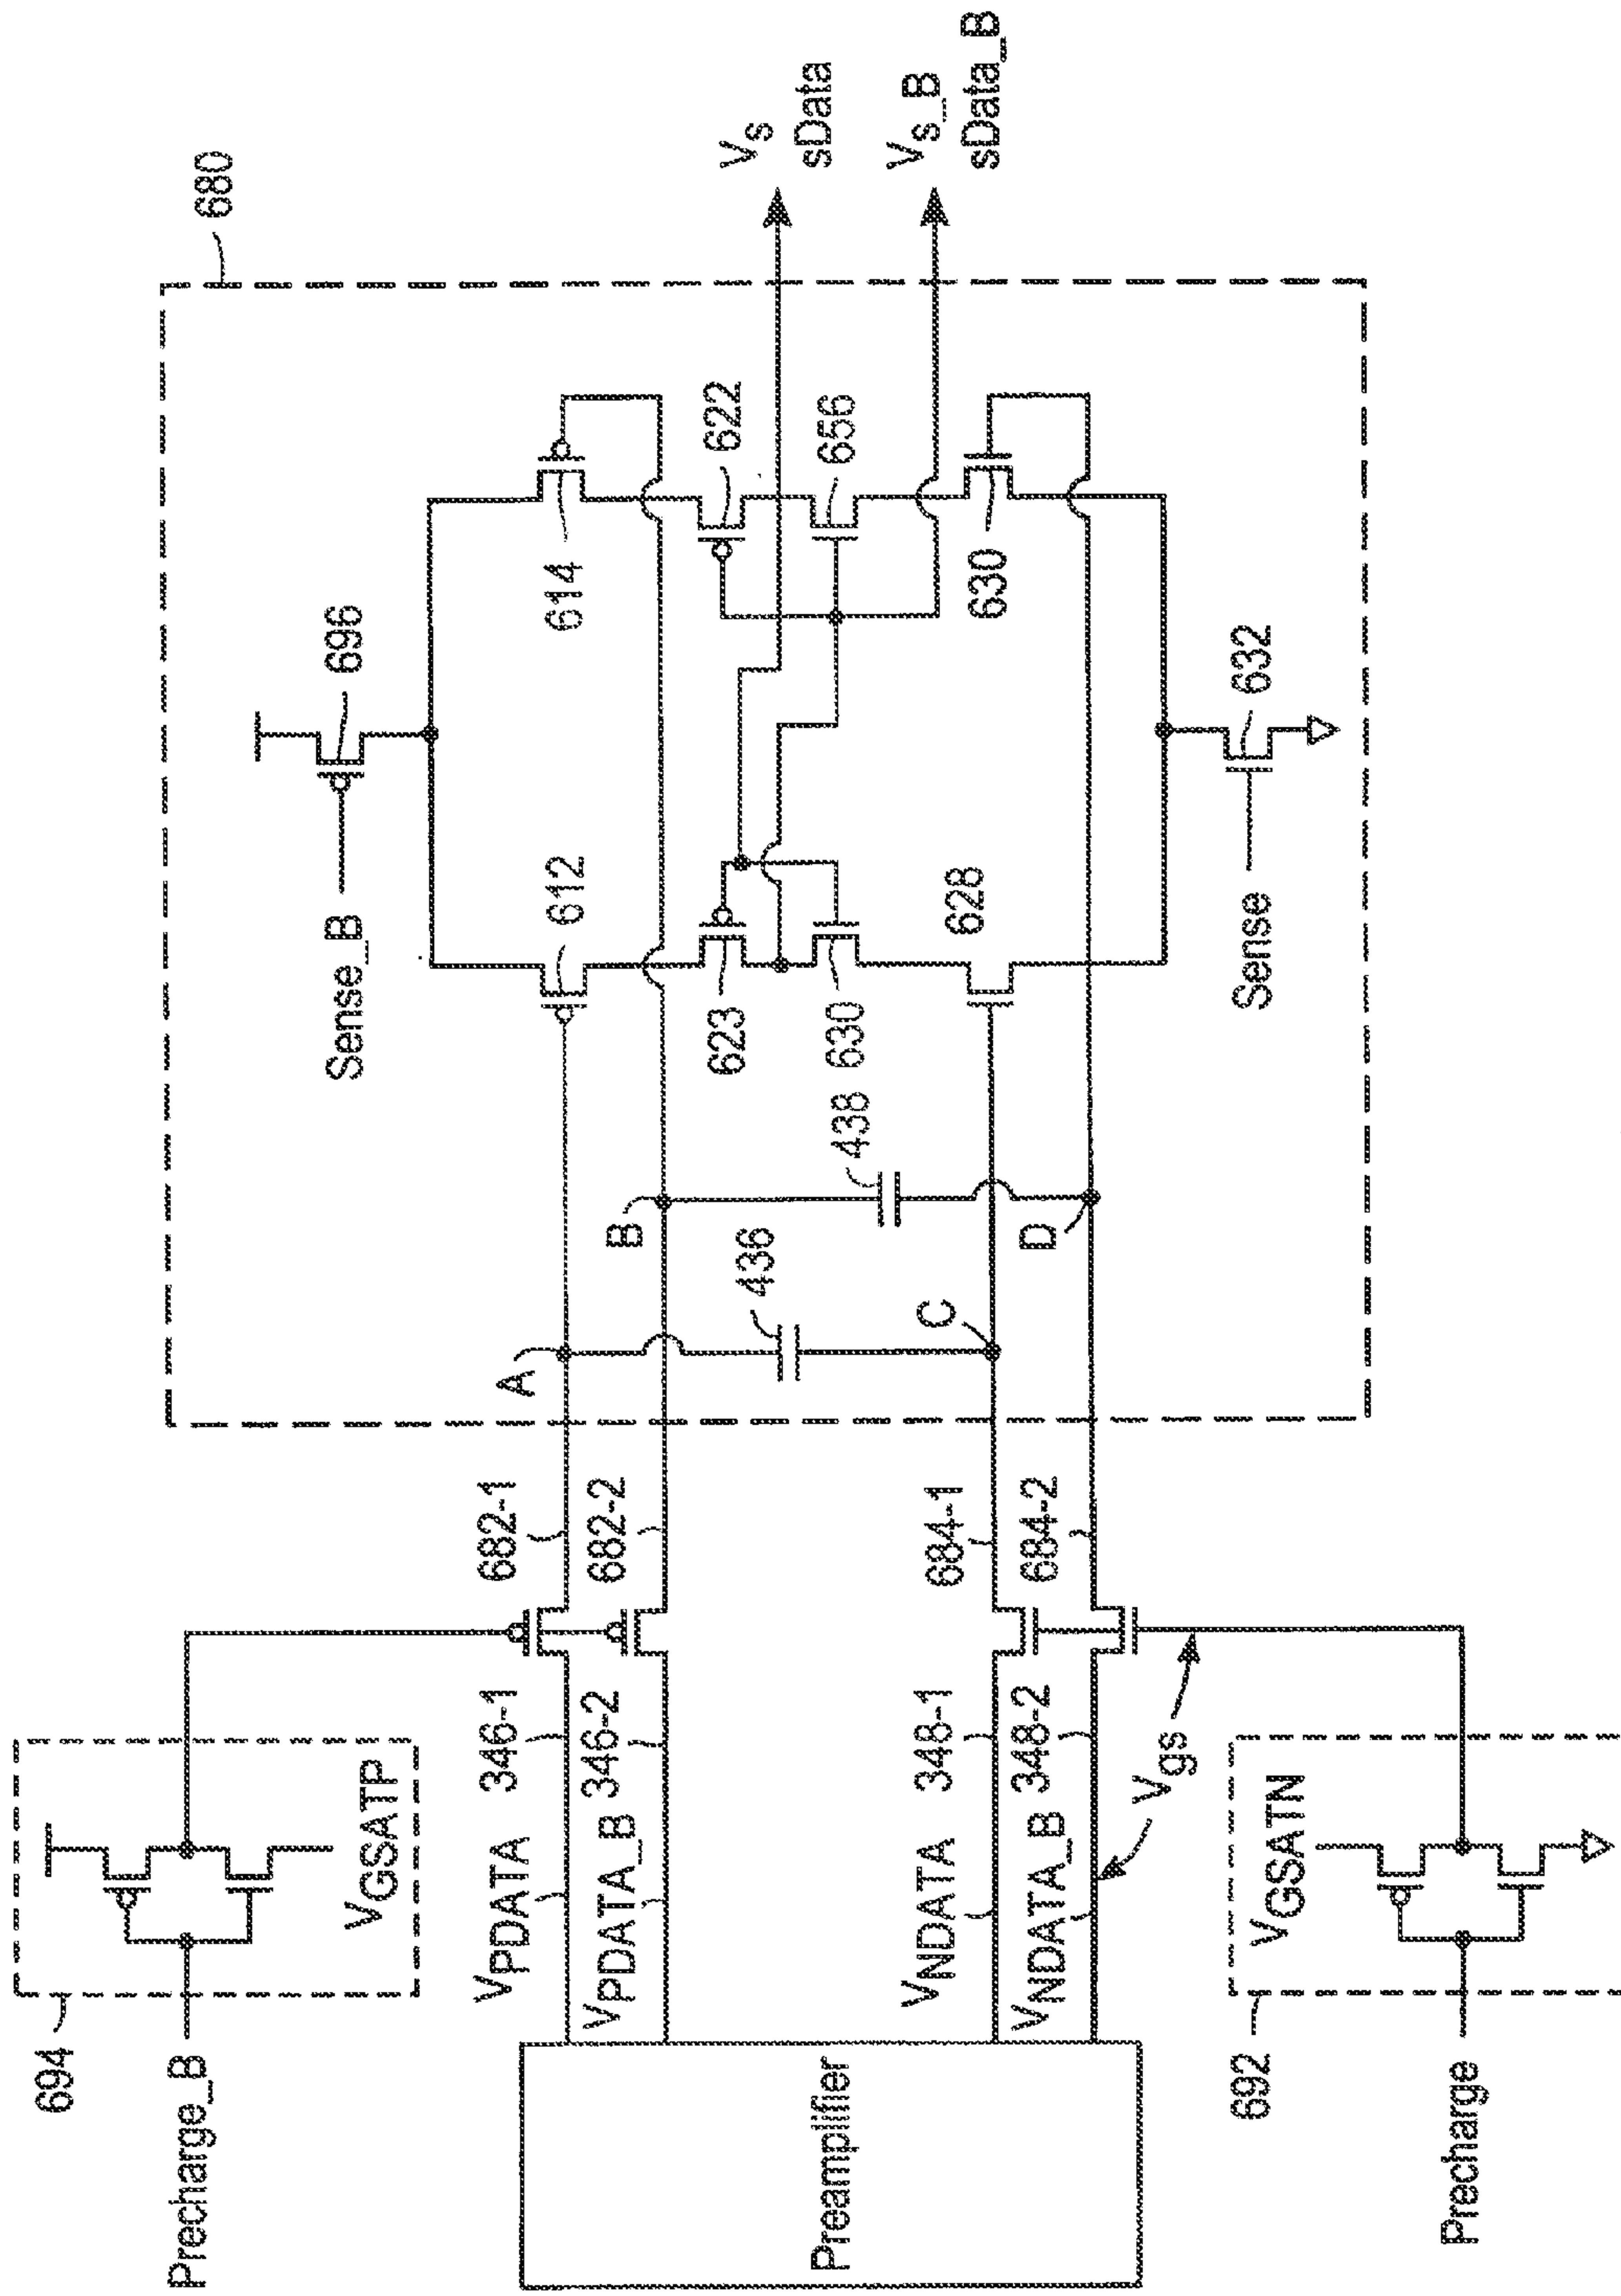 680
Vs
sData
Vs_B
sData_B
Sense_B
696
612
614
623
622
630
656
628
630
Sense
632
A
B
436
438
C
D
682-1
682-2
684-1
684-2
694
Precharge_B
VGSATP
VPDATA
346-1
VPDATA_B
346-2
VNDATA
348-1
VNDATA_B
348-2
Vgs
Preamplifier
692
VGSATN
Precharge